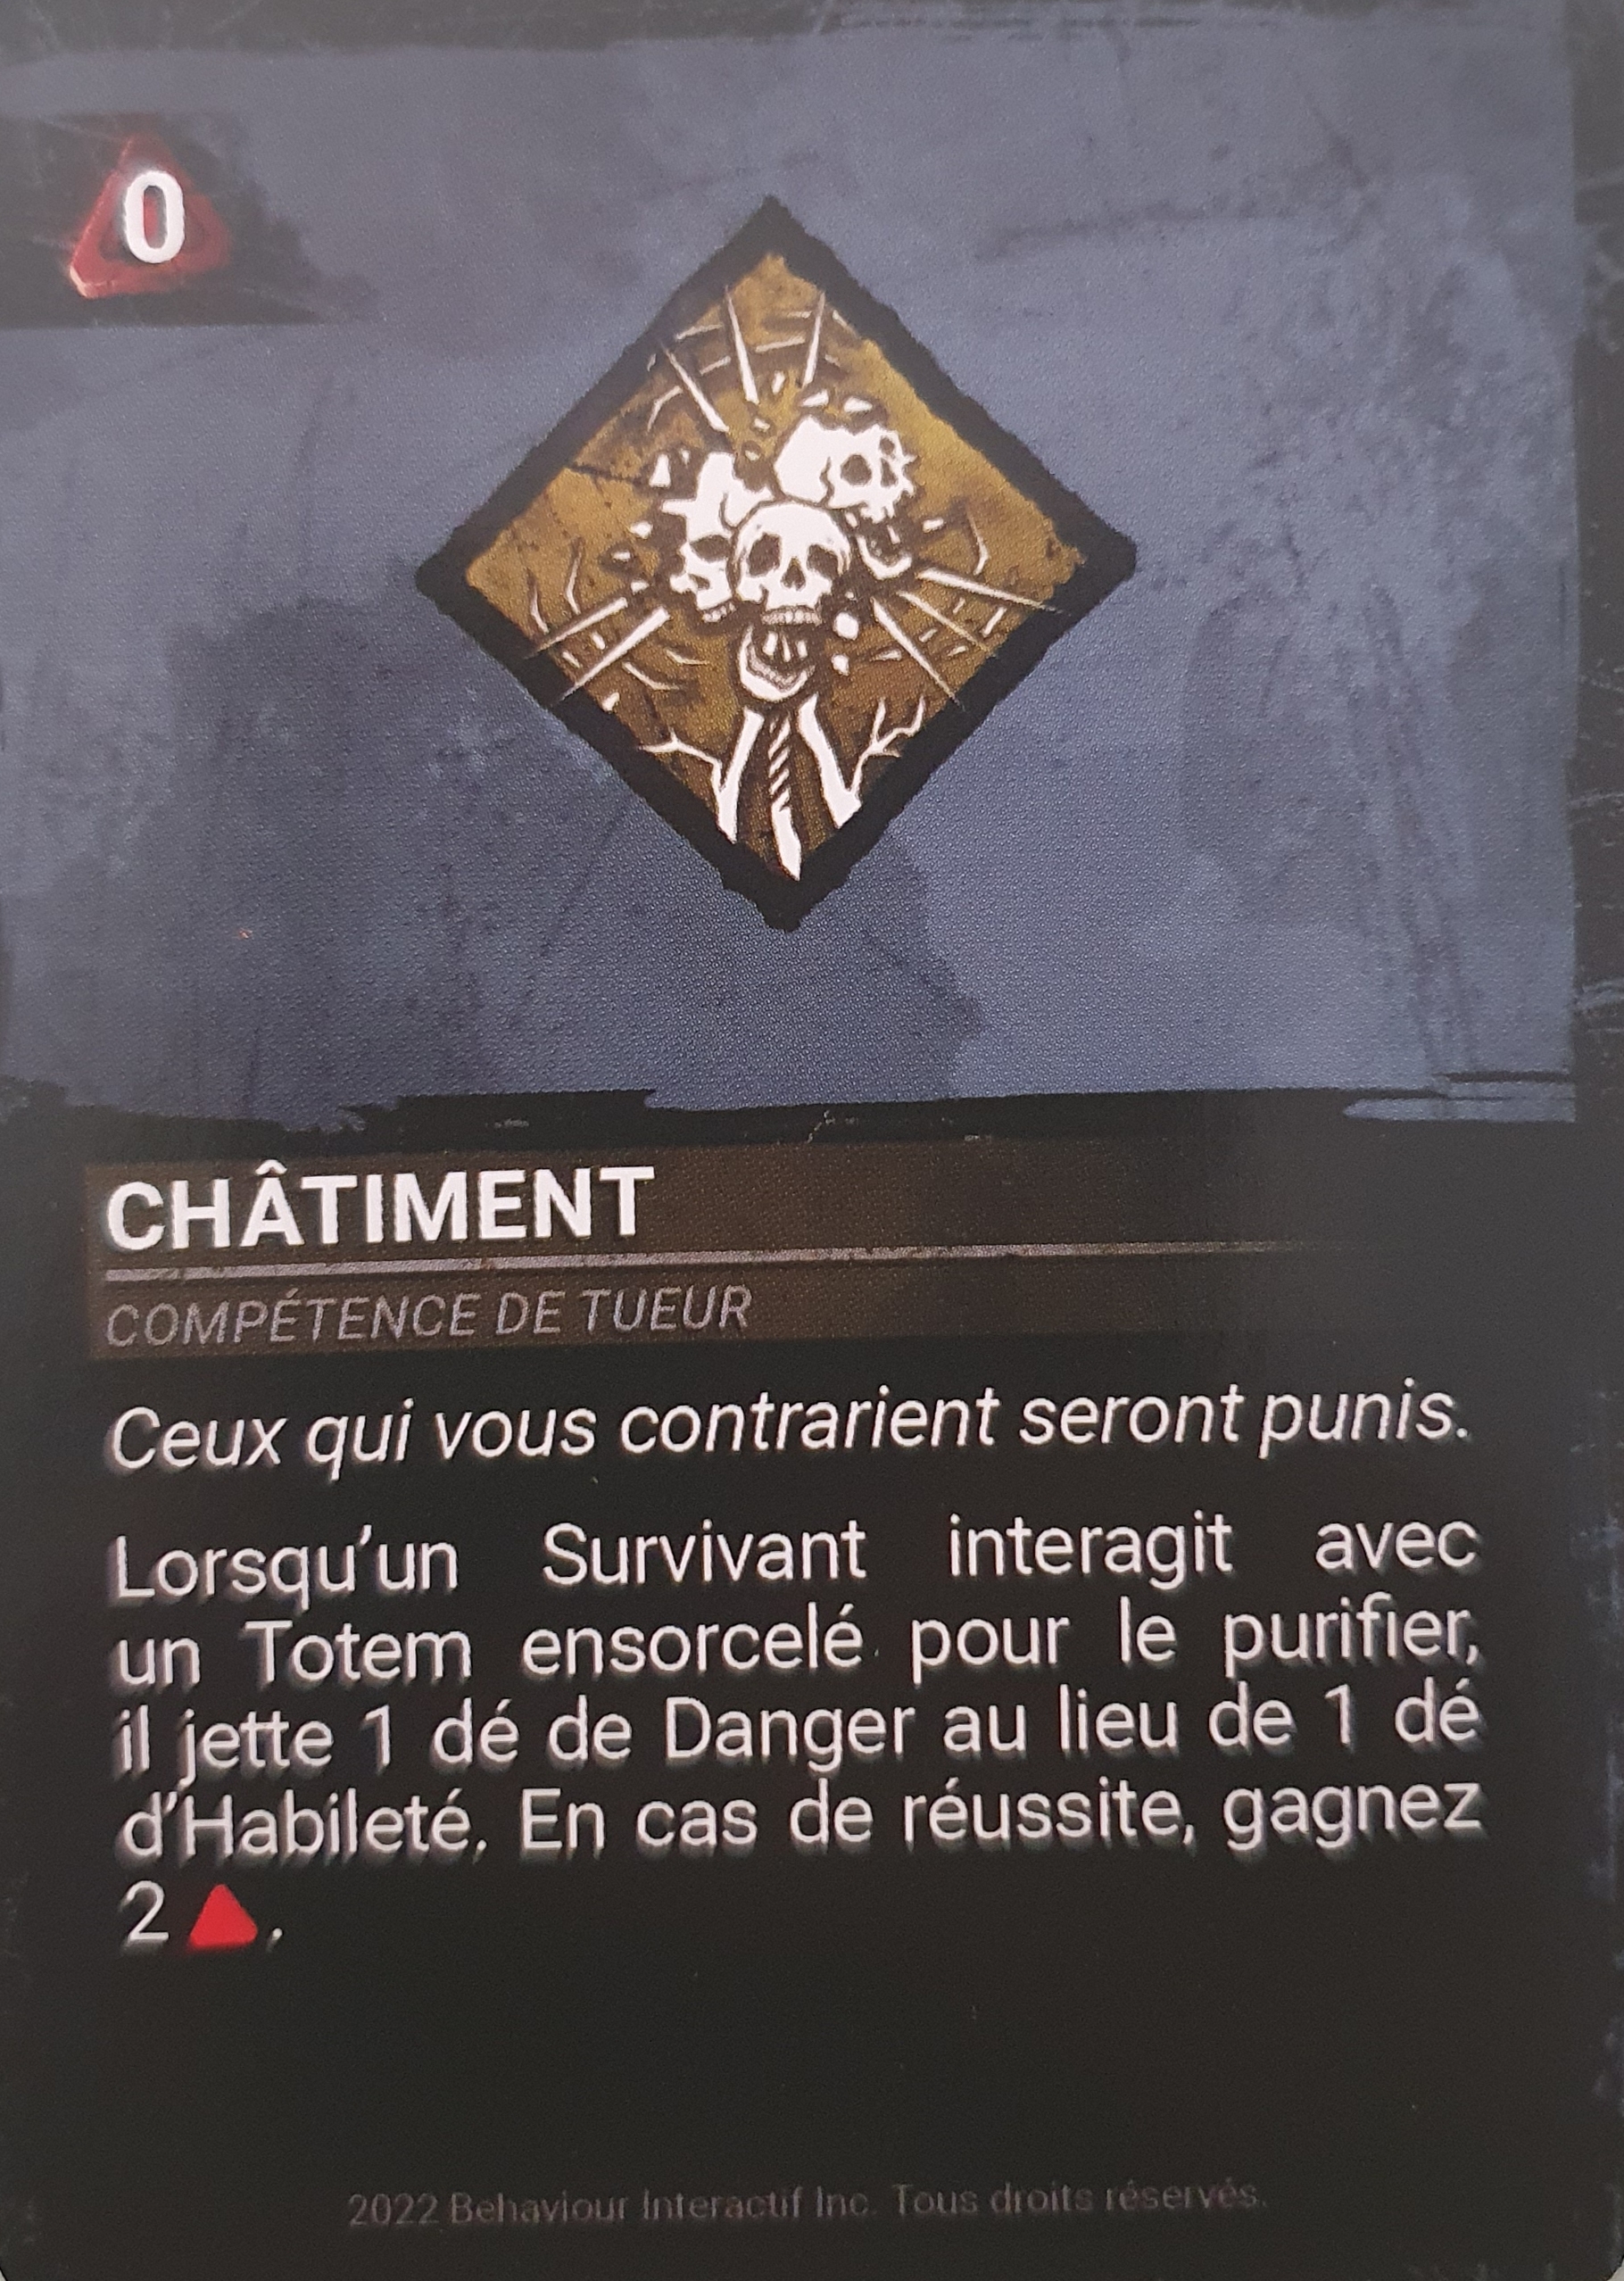 0
CHÂTIMENT
COMPÉTENCE DE TUEUR
Ceux qui vous contrarient seront punis.
Lorsqu’un Survivant interagit avec
un Totem ensorcelé pour le purifier,
il jette 1 dé de Danger au lieu de 1 dé
d’Habileté. En cas de réussite, gagnez
2 ▲.
2022 Behaviour Interactif Inc. Tous droits réservés.